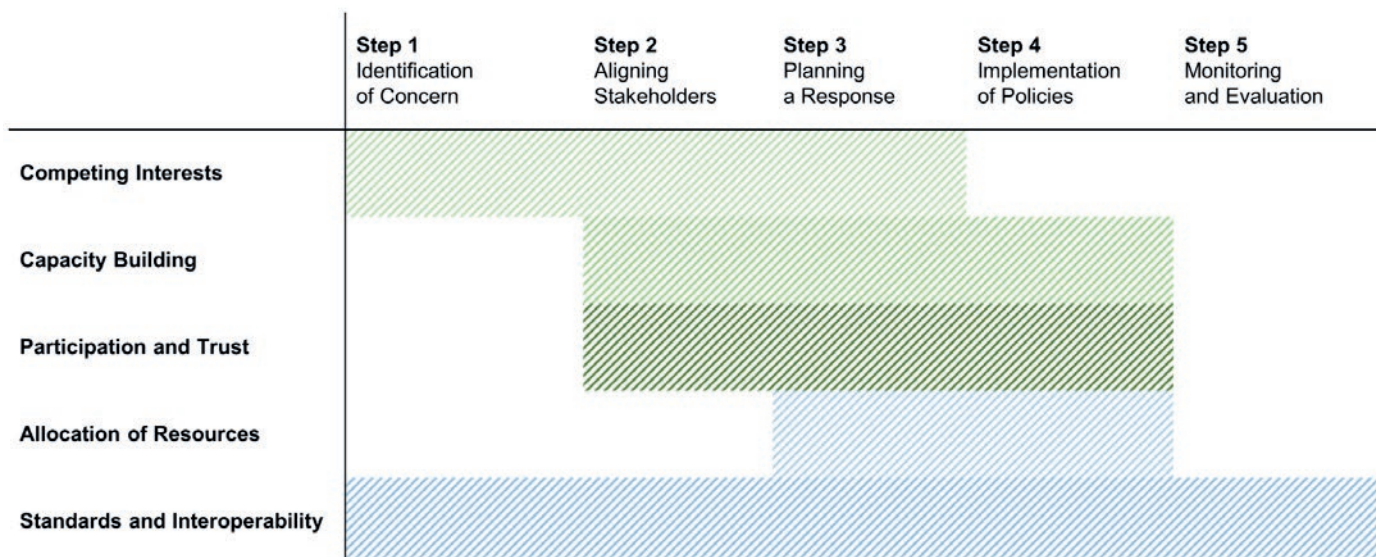 Step 1
Identification
of Concern
Step 2
Aligning
Stakeholders
Step 3
Planning
a Response
Step 4
Implementation
of Policies
Step 5
Monitoring
and Evaluation
Competing Interests
Capacity Building
Participation and Trust
Allocation of Resources
Standards and Interoperability